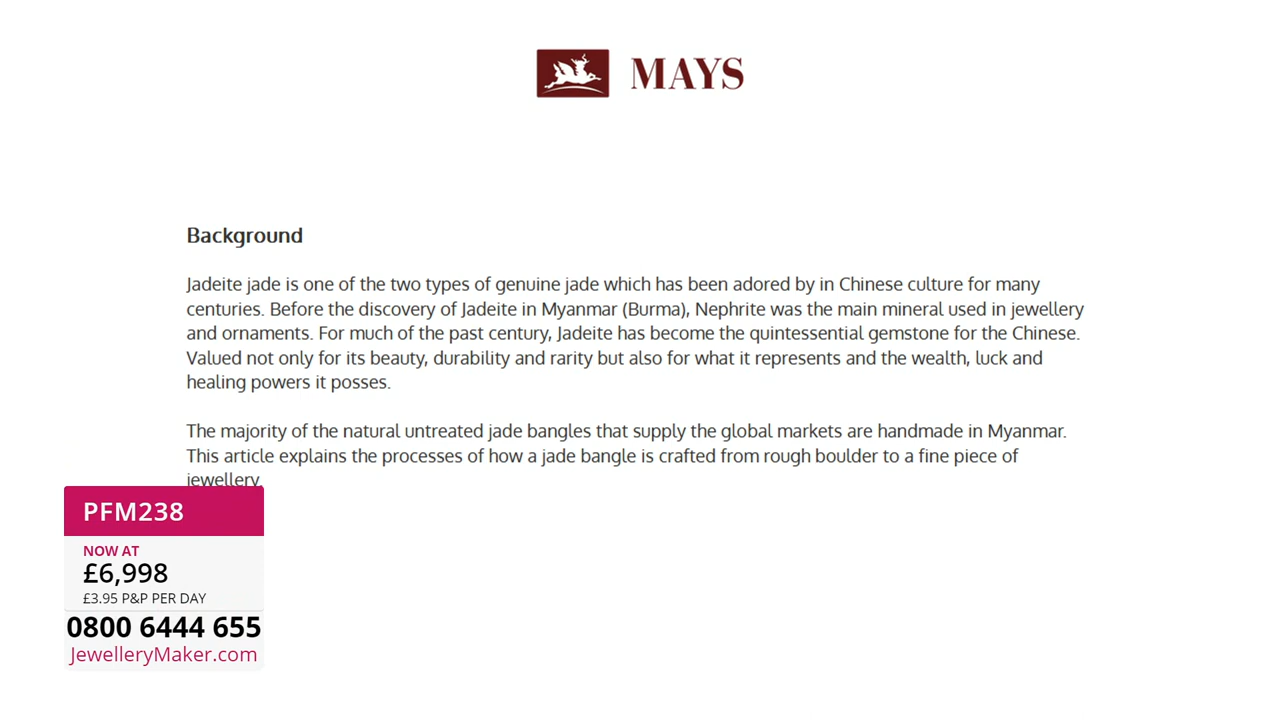 MAYS
Background
Jadeite jade is one of the two types of genuine jade which has been adored by in Chinese culture for many
centuries. Before the discovery of Jadeite in Myanmar (Burma), Nephrite was the main mineral used in jewellery
and ornaments. For much of the past century, Jadeite has become the quintessential gemstone for the Chinese.
Valued not only for its beauty, durability and rarity but also for what it represents and the wealth, luck and
healing powers it posses.
The majority of the natural untreated jade bangles that supply the global markets are handmade in Myanmar.
This article explains the processes of how a jade bangle is crafted from rough boulder to a fine piece of
jewellery.
PFM238
NOW AT
£6,998
£3.95 P&P PER DAY
0800 6444 655
JewelleryMaker.com